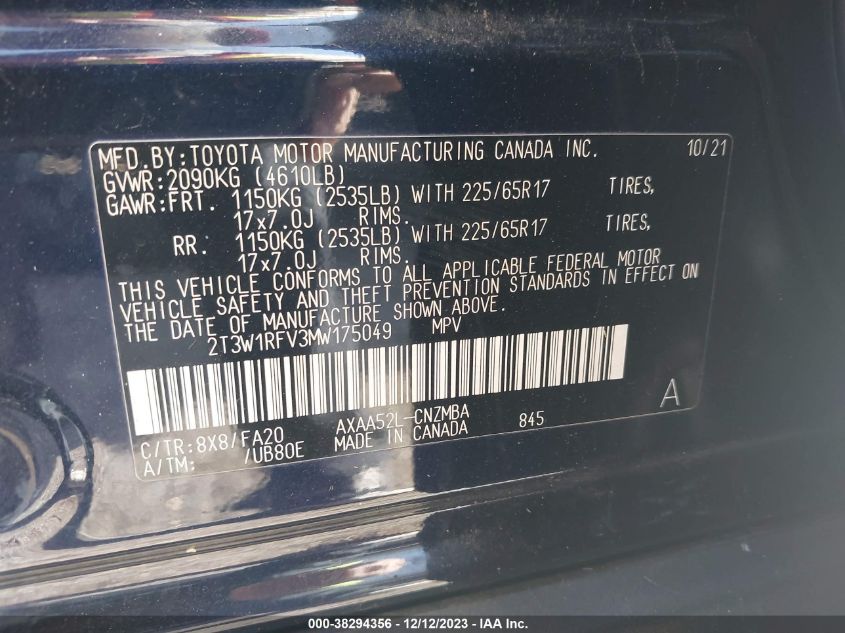 MFD.BY:TOYOTA MOTOR MANUFACTURING CANADA INC. 10/21
GVWR:2090KG (4610LB)
GAWR:FRT. 1150KG (2535LB) WITH 225/65R17 TIRES,
17x7.0J RIMS.
RR. 1150KG (2535LB) WITH 225/65R17 TIRES,
17x7.0J RIMS.
THIS VEHICLE CONFORMS TO ALL APPLICABLE FEDERAL MOTOR
VEHICLE SAFETY AND THEFT PREVENTION STANDARDS IN EFFECT ON
THE DATE OF MANUFACTURE SHOWN ABOVE.
2T3W1RFV3MW175049 MPV
A
C/TR:8X8/FA20 AXAA52L-CNZMBA 845
A/TM: /UB80E MADE IN CANADA
000-38294356 - 12/12/2023 - IAA Inc.